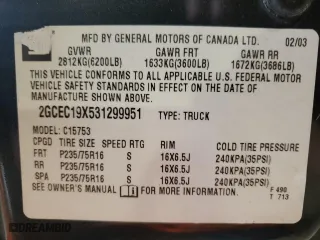 MFD BY GENERAL MOTORS OF CANADA LTD. 02/03
GVWR GAWR FRT GAWR RR
2812KG(6200LB) 1633KG(3600LB) 1672KG(3686LB)
THIS VEHICLE CONFORMS TO ALL APPLICABLE U.S. FEDERAL MOTOR
VEHICLE SAFETY STANDARDS IN EFFECT ON THE DATE OF
MANUFACTURE SHOWN ABOVE.
2GCEC19X531299951 TYPE: TRUCK
MODEL: C15753
CPGD TIRE SIZE SPEED RTG RIM COLD TIRE PRESSURE
FRT P235/75R16 S 16X6.5J 240KPA(35PSI)
RR P235/75R16 S 16X6.5J 240KPA(35PSI)
SPA P235/75R16 S 16X6.5J 240KPA(35PSI)
SEE OWNER'S MANUAL FOR MORE INFORMATION. F 490
T 713